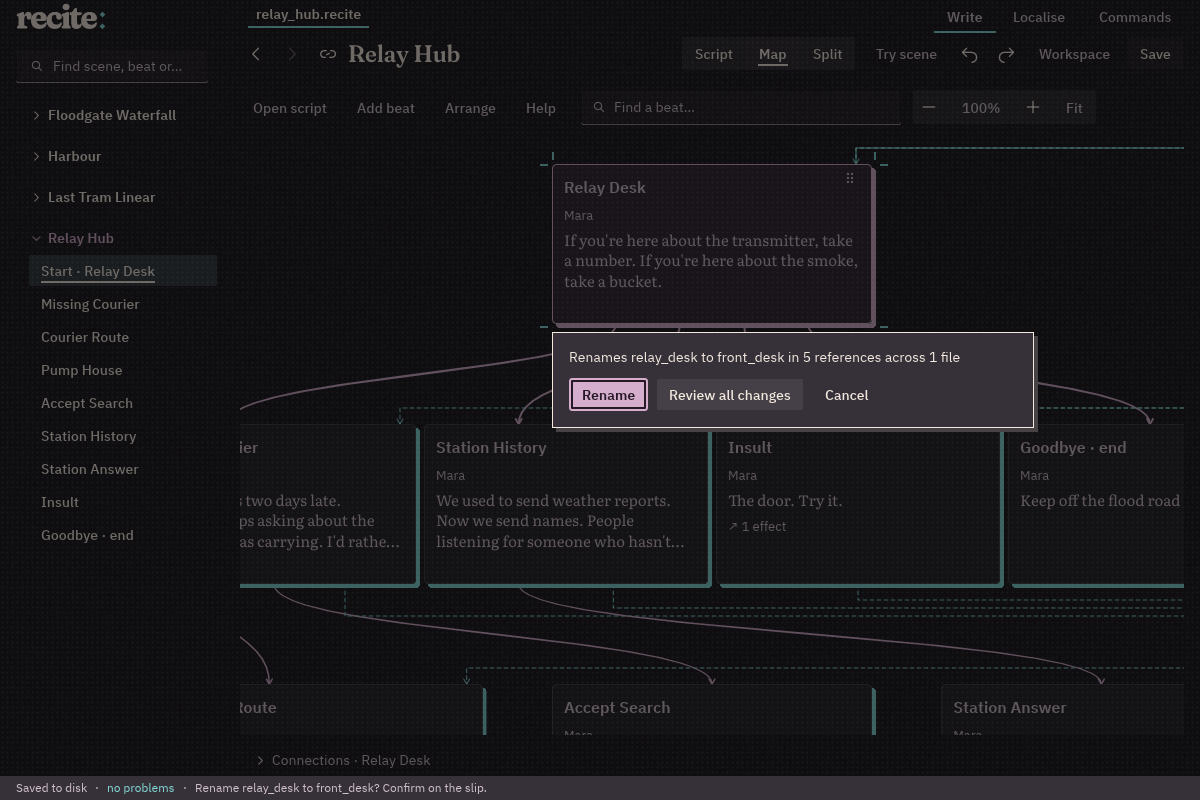 recite:
relay_hub.recite
Write
Localise
Commands
Find scene, beat or...
Relay Hub
Script
Map
Split
Try scene
Workspace
Save
Open script
Add beat
Arrange
Help
Find a beat...
100%
Fit
Floodgate Waterfall
Harbour
Last Tram Linear
Relay Hub
Start · Relay Desk
Missing Courier
Courier Route
Pump House
Accept Search
Station History
Station Answer
Insult
Goodbye · end
Relay Desk
Mara
If you're here about the transmitter, take
a number. If you're here about the smoke,
take a bucket.
Renames relay_desk to front_desk in 5 references across 1 file
Rename
Review all changes
Cancel
two days late.
asking about the
carrying. I'd rathe...
Station History
Mara
We used to send weather reports.
Now we send names. People
listening for someone who hasn't...
Insult
Mara
The door. Try it.
↗ 1 effect
Goodbye · end
Mara
Keep off the flood road
Route
Accept Search
Mara
Station Answer
Mara
Connections · Relay Desk
Saved to disk · no problems · Rename relay_desk to front_desk? Confirm on the slip.